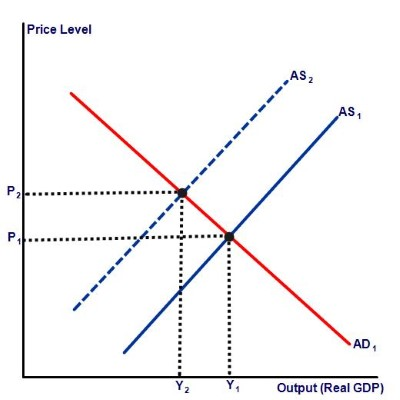 Price Level
AS2
AS1
P2
P1
AD1
Y2 Y1 Output (Real GDP)